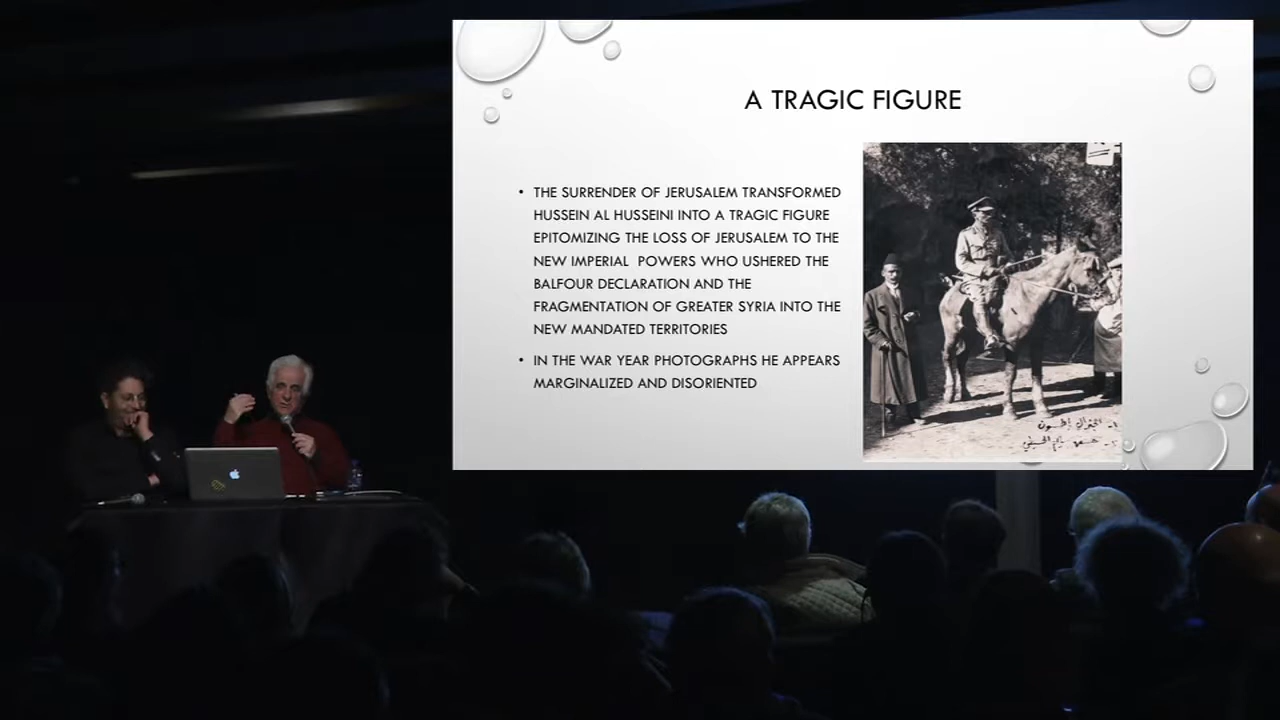 A TRAGIC FIGURE
• THE SURRENDER OF JERUSALEM TRANSFORMED
HUSSEIN AL HUSSEINI INTO A TRAGIC FIGURE
EPITOMIZING THE LOSS OF JERUSALEM TO THE
NEW IMPERIAL  POWERS WHO USHERED THE
BALFOUR DECLARATION AND THE
FRAGMENTATION OF GREATER SYRIA INTO THE
NEW MANDATED TERRITORIES
• IN THE WAR YEAR PHOTOGRAPHS HE APPEARS
MARGINALIZED AND DISORIENTED